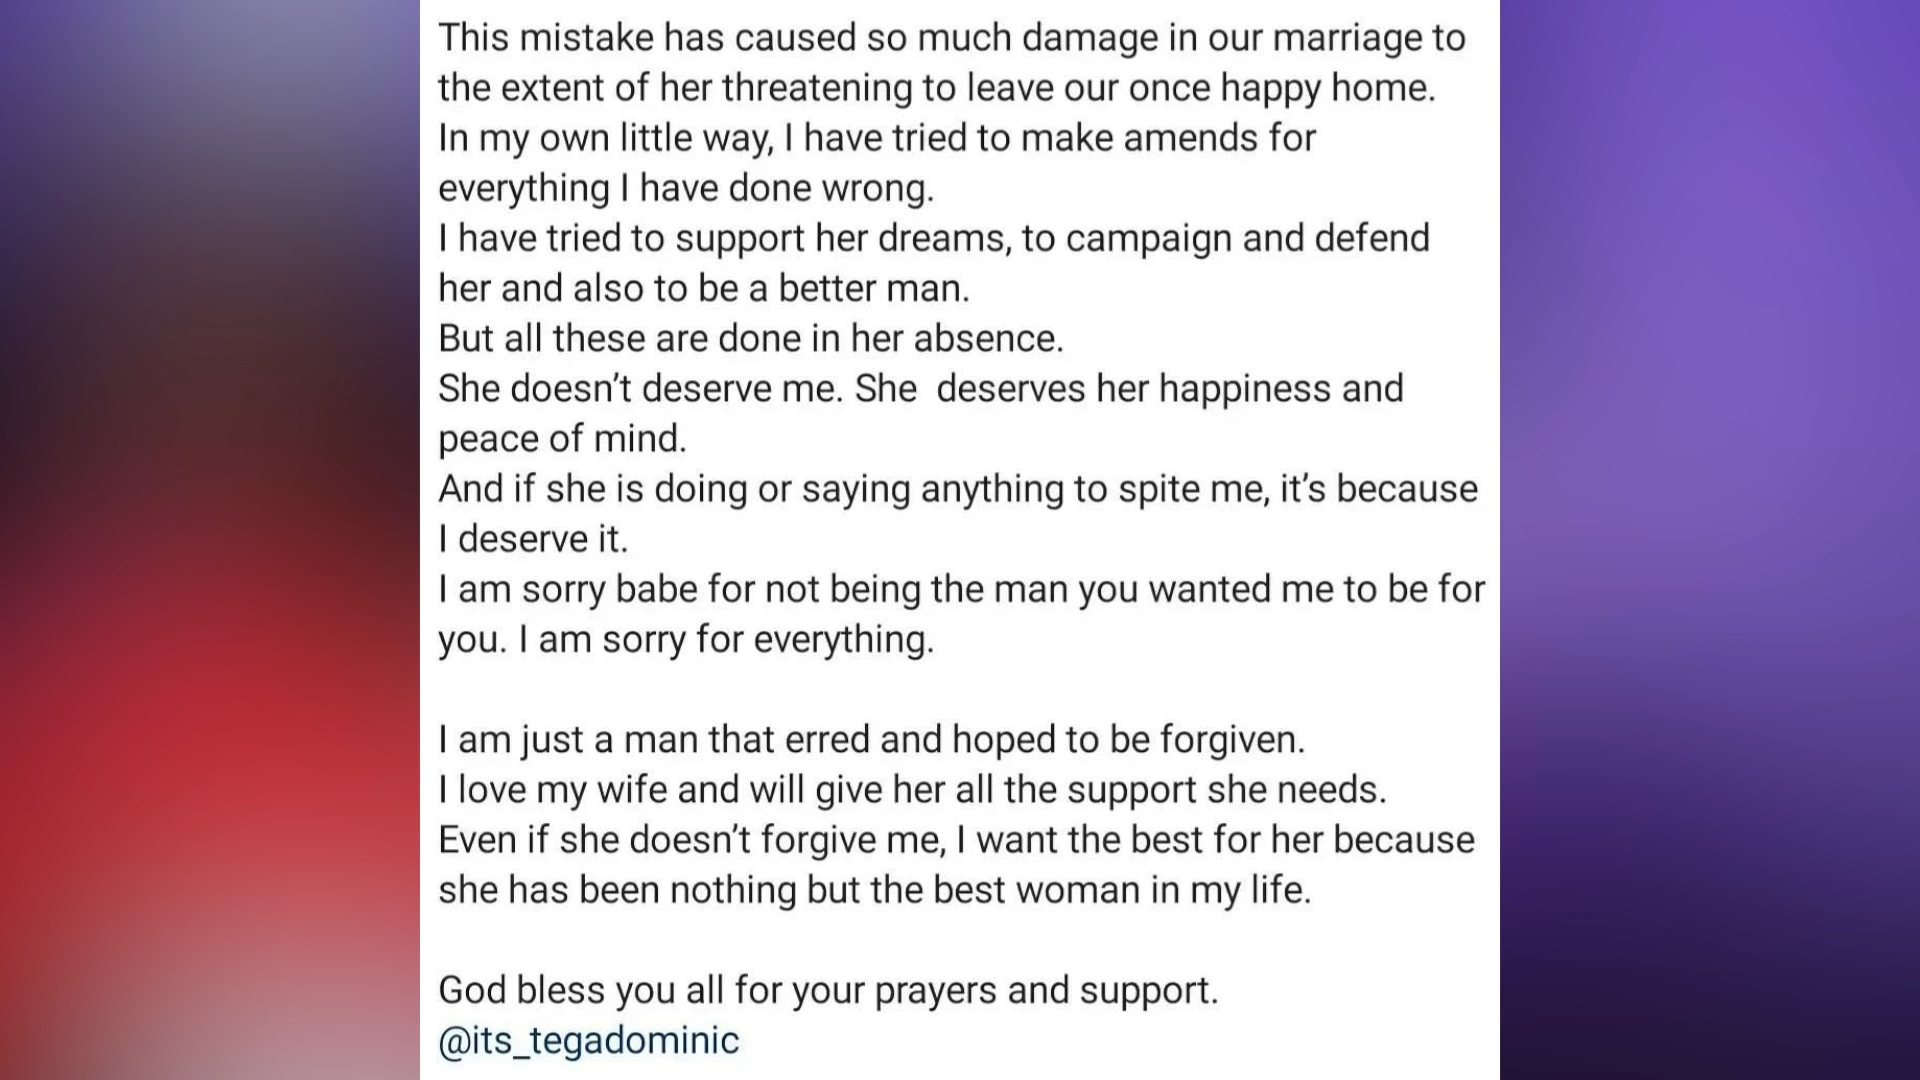 This mistake has caused so much damage in our marriage to
the extent of her threatening to leave our once happy home.
In my own little way, I have tried to make amends for
everything I have done wrong.
I have tried to support her dreams, to campaign and defend
her and also to be a better man.
But all these are done in her absence.
She doesn’t deserve me. She  deserves her happiness and
peace of mind.
And if she is doing or saying anything to spite me, it’s because
I deserve it.
I am sorry babe for not being the man you wanted me to be for
you. I am sorry for everything.
I am just a man that erred and hoped to be forgiven.
I love my wife and will give her all the support she needs.
Even if she doesn’t forgive me, I want the best for her because
she has been nothing but the best woman in my life.
God bless you all for your prayers and support.
@its_tegadominic